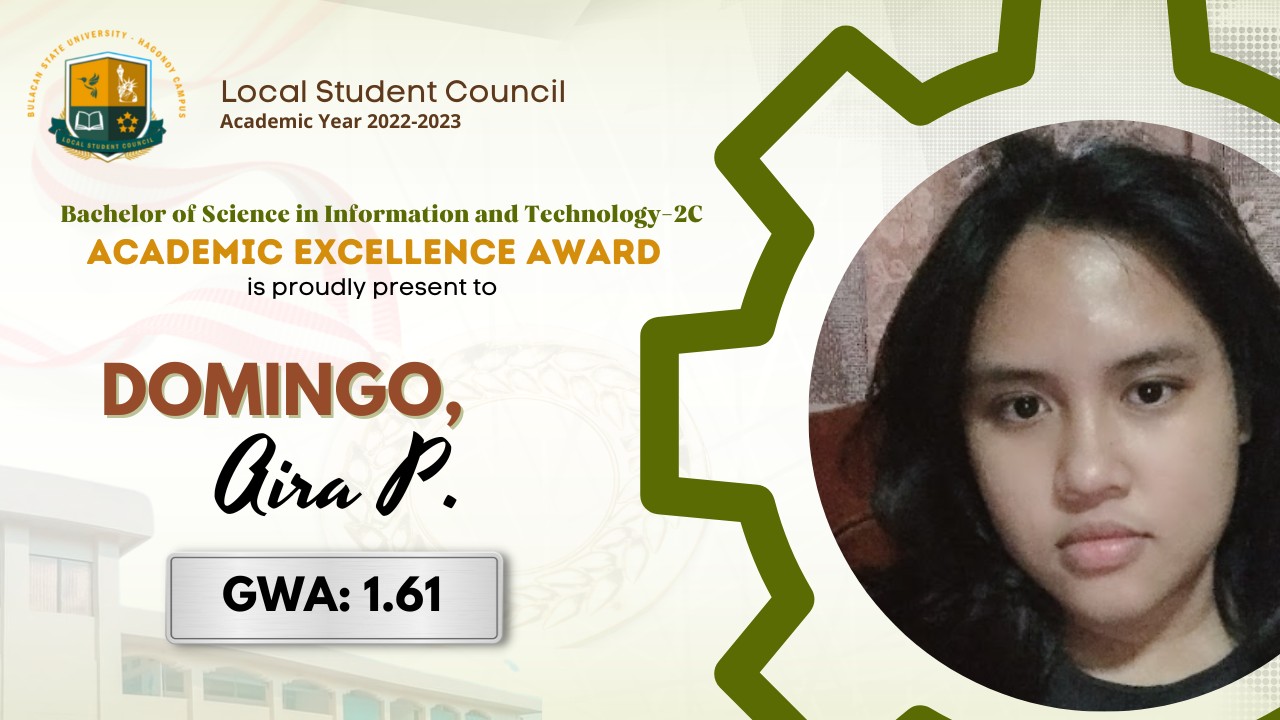 BULACAN STATE UNIVERSITY - HAGONOY CAMPUS
LOCAL STUDENT COUNCIL
Local Student Council
Academic Year 2022-2023
Bachelor of Science in Information and Technology-2C
ACADEMIC EXCELLENCE AWARD
is proudly present to
DOMINGO,
Aira P.
GWA: 1.61